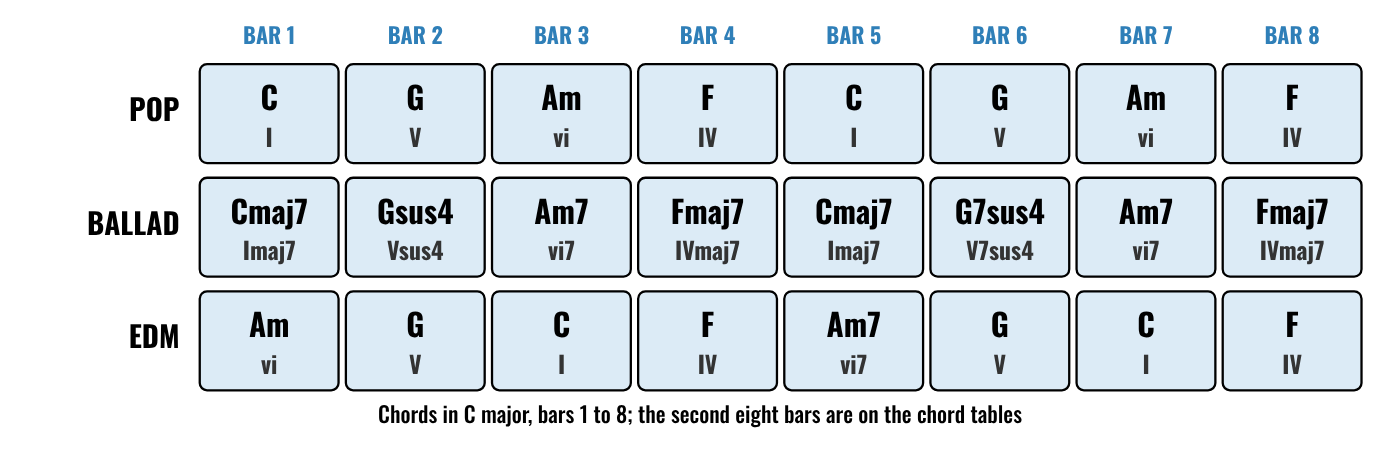 BAR 1 BAR 2 BAR 3 BAR 4 BAR 5 BAR 6 BAR 7 BAR 8
POP C G Am F C G Am F
I V vi IV I V vi IV
BALLAD Cmaj7 Gsus4 Am7 Fmaj7 Cmaj7 G7sus4 Am7 Fmaj7
Imaj7 Vsus4 vi7 IVmaj7 Imaj7 V7sus4 vi7 IVmaj7
EDM Am G C F Am7 G C F
vi V I IV vi7 V I IV
Chords in C major, bars 1 to 8; the second eight bars are on the chord tables